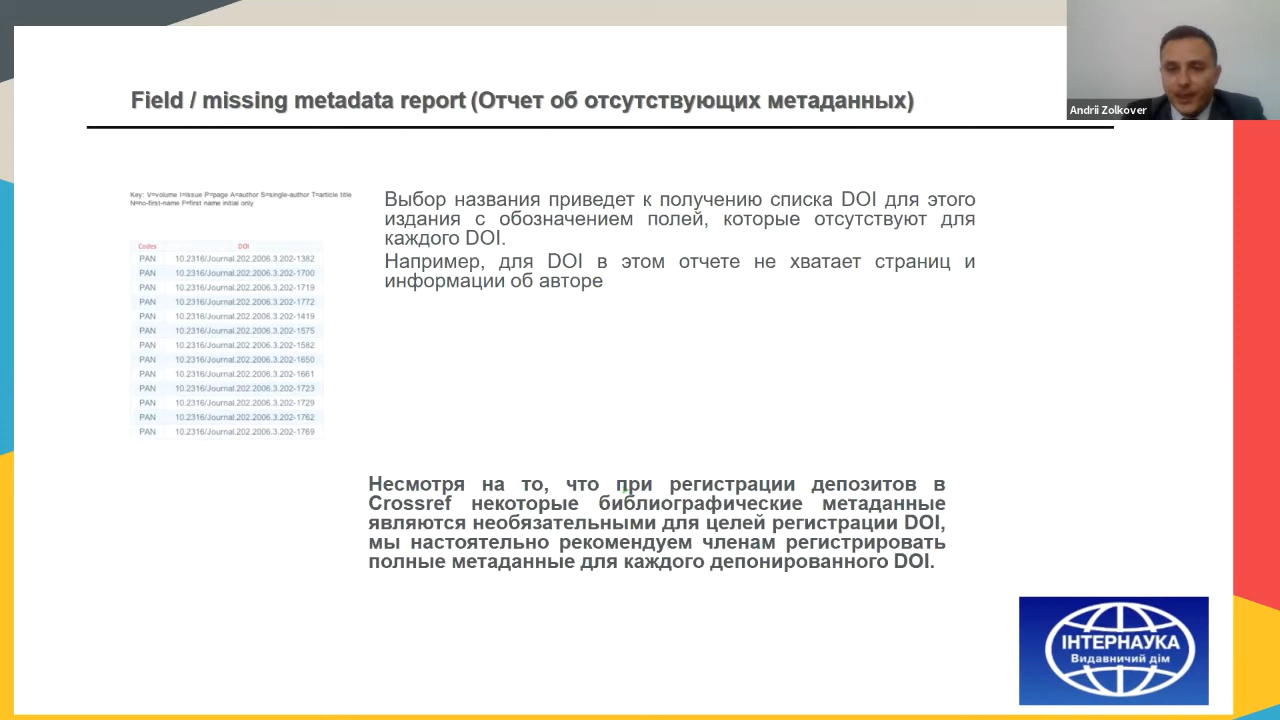 Field / missing metadata report (Отчет об отсутствующих метаданных)
Andrii Zolkover
Key: V=volume I=issue P=page A=author S=single-author T=article title
N=no-first-name F=first name initial only
Codes DOI
PAN 10.2316/Journal.202.2006.3.202-1382
PAN 10.2316/Journal.202.2006.3.202-1700
PAN 10.2316/Journal.202.2006.3.202-1719
PAN 10.2316/Journal.202.2006.3.202-1772
PAN 10.2316/Journal.202.2006.3.202-1419
PAN 10.2316/Journal.202.2006.3.202-1575
PAN 10.2316/Journal.202.2006.3.202-1582
PAN 10.2316/Journal.202.2006.3.202-1650
PAN 10.2316/Journal.202.2006.3.202-1661
PAN 10.2316/Journal.202.2006.3.202-1723
PAN 10.2316/Journal.202.2006.3.202-1729
PAN 10.2316/Journal.202.2006.3.202-1762
PAN 10.2316/Journal.202.2006.3.202-1769
Выбор названия приведет к получению списка DOI для этого
издания с обозначением полей, которые отсутствуют для
каждого DOI.
Например, для DOI в этом отчете не хватает страниц и
информации об авторе
Несмотря на то, что при регистрации депозитов в
Crossref некоторые библиографические метаданные
являются необязательными для целей регистрации DOI,
мы настоятельно рекомендуем членам регистрировать
полные метаданные для каждого депонированного DOI.
ІНТЕРНАУКА
Видавничий дім